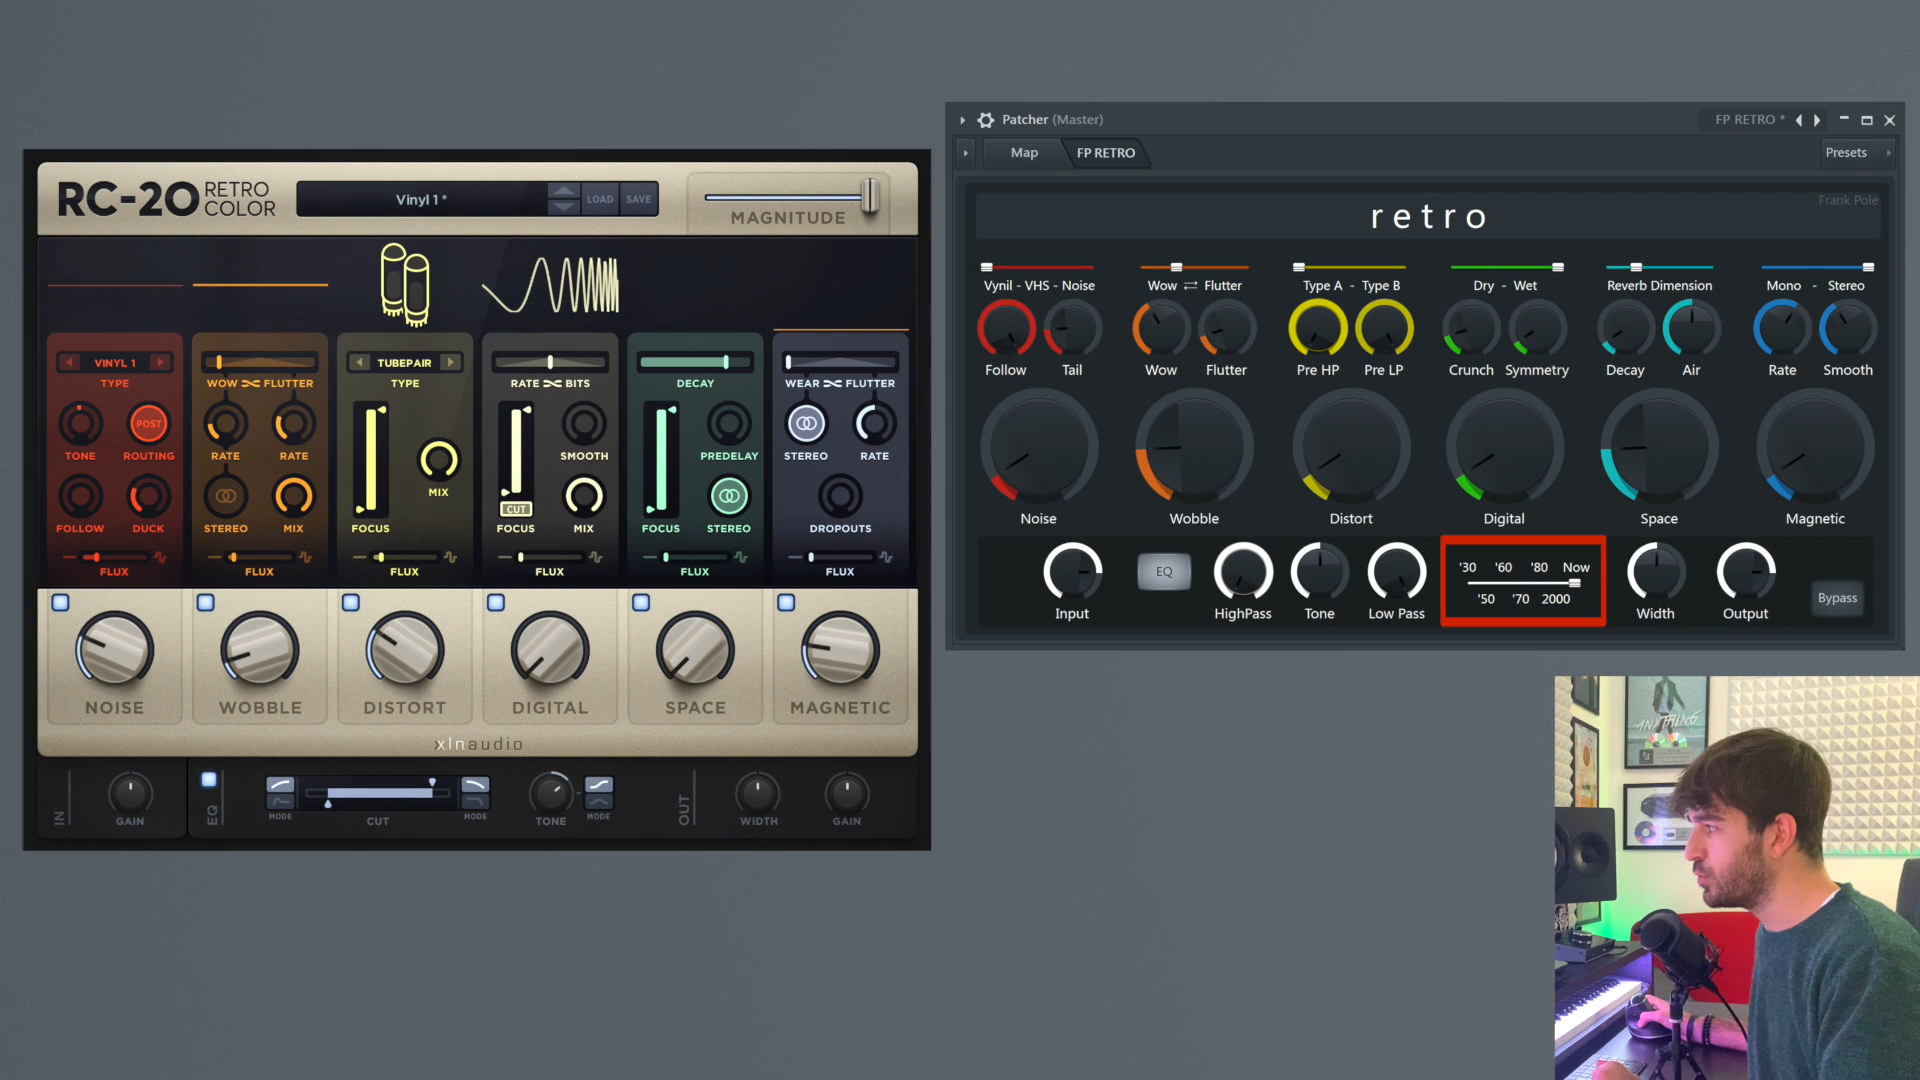 RC-20 RETRO COLOR
Vinyl 1 *
LOAD SAVE
MAGNITUDE
VINYL 1
TYPE
TONE ROUTING
POST
FOLLOW DUCK
FLUX
WOW FLUTTER
RATE RATE
STEREO MIX
FLUX
TUBEPAIR
TYPE
MIX
FOCUS
FLUX
RATE BITS
SMOOTH
CUT
FOCUS MIX
FLUX
DECAY
PREDELAY
FOCUS STEREO
FLUX
WEAR FLUTTER
STEREO RATE
DROPOUTS
FLUX
NOISE WOBBLE DISTORT DIGITAL SPACE MAGNETIC
xlnaudio
IN
GAIN
EQ
MODE CUT MODE
TONE MODE
OUT
WIDTH GAIN
Patcher (Master)
FP RETRO *
Map FP RETRO
Presets
Frank Pole
retro
Vynil - VHS - Noise
Wow ⇄ Flutter
Type A - Type B
Dry - Wet
Reverb Dimension
Mono - Stereo
Follow Tail Wow Flutter Pre HP Pre LP Crunch Symmetry Decay Air Rate Smooth
Noise Wobble Distort Digital Space Magnetic
Input
EQ
HighPass Tone Low Pass
'30 '60 '80 Now
'50 '70 2000
Width Output
Bypass
ANYTHING